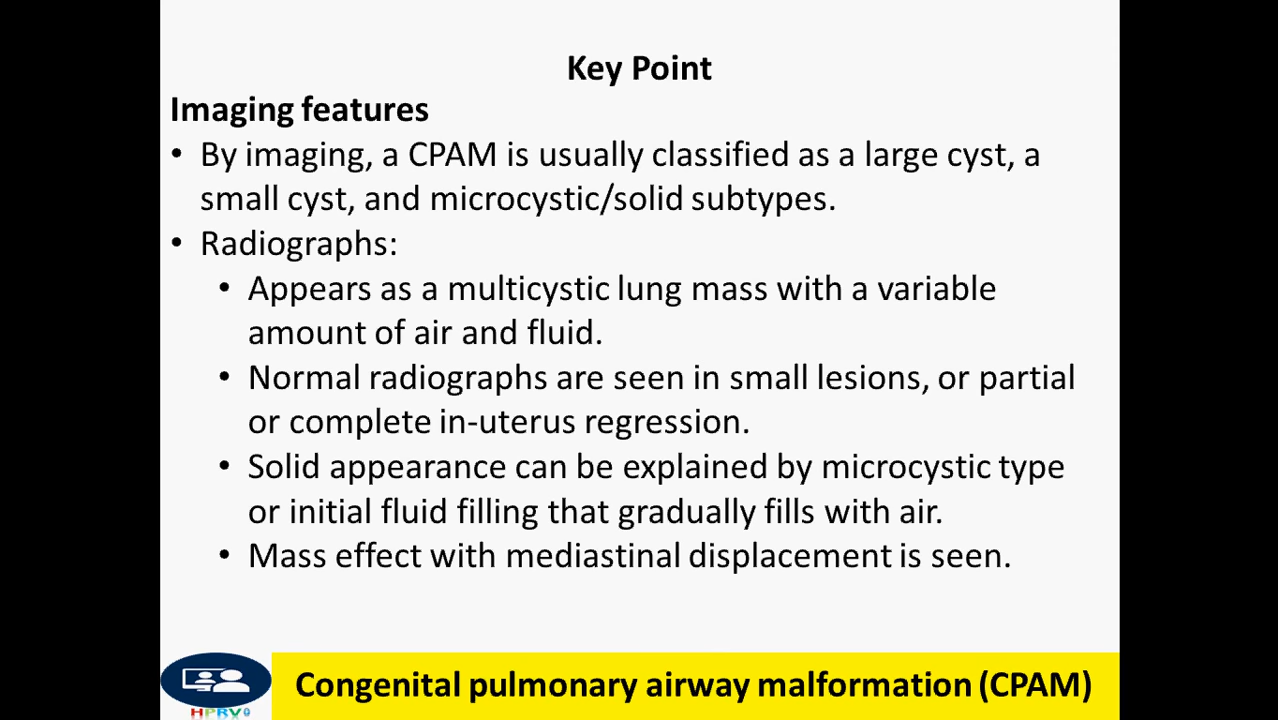 Key Point
Imaging features
• By imaging, a CPAM is usually classified as a large cyst, a
small cyst, and microcystic/solid subtypes.
• Radiographs:
• Appears as a multicystic lung mass with a variable
amount of air and fluid.
• Normal radiographs are seen in small lesions, or partial
or complete in-uterus regression.
• Solid appearance can be explained by microcystic type
or initial fluid filling that gradually fills with air.
• Mass effect with mediastinal displacement is seen.
Congenital pulmonary airway malformation (CPAM)